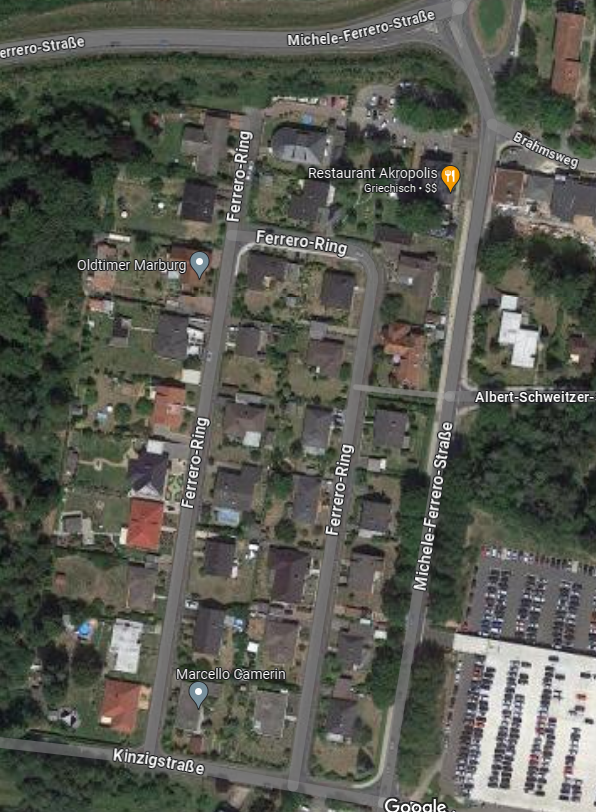 Michele-Ferrero-Straße
errero-Straße
Brahmsweg
Ferrero-Ring
Restaurant Akropolis
Griechisch • $$
Ferrero-Ring
Oldtimer Marburg
Albert-Schweitzer-
Ferrero-Ring
Ferrero-Ring
Michele-Ferrero-Straße
Marcello Camerin
Kinzigstraße
Google